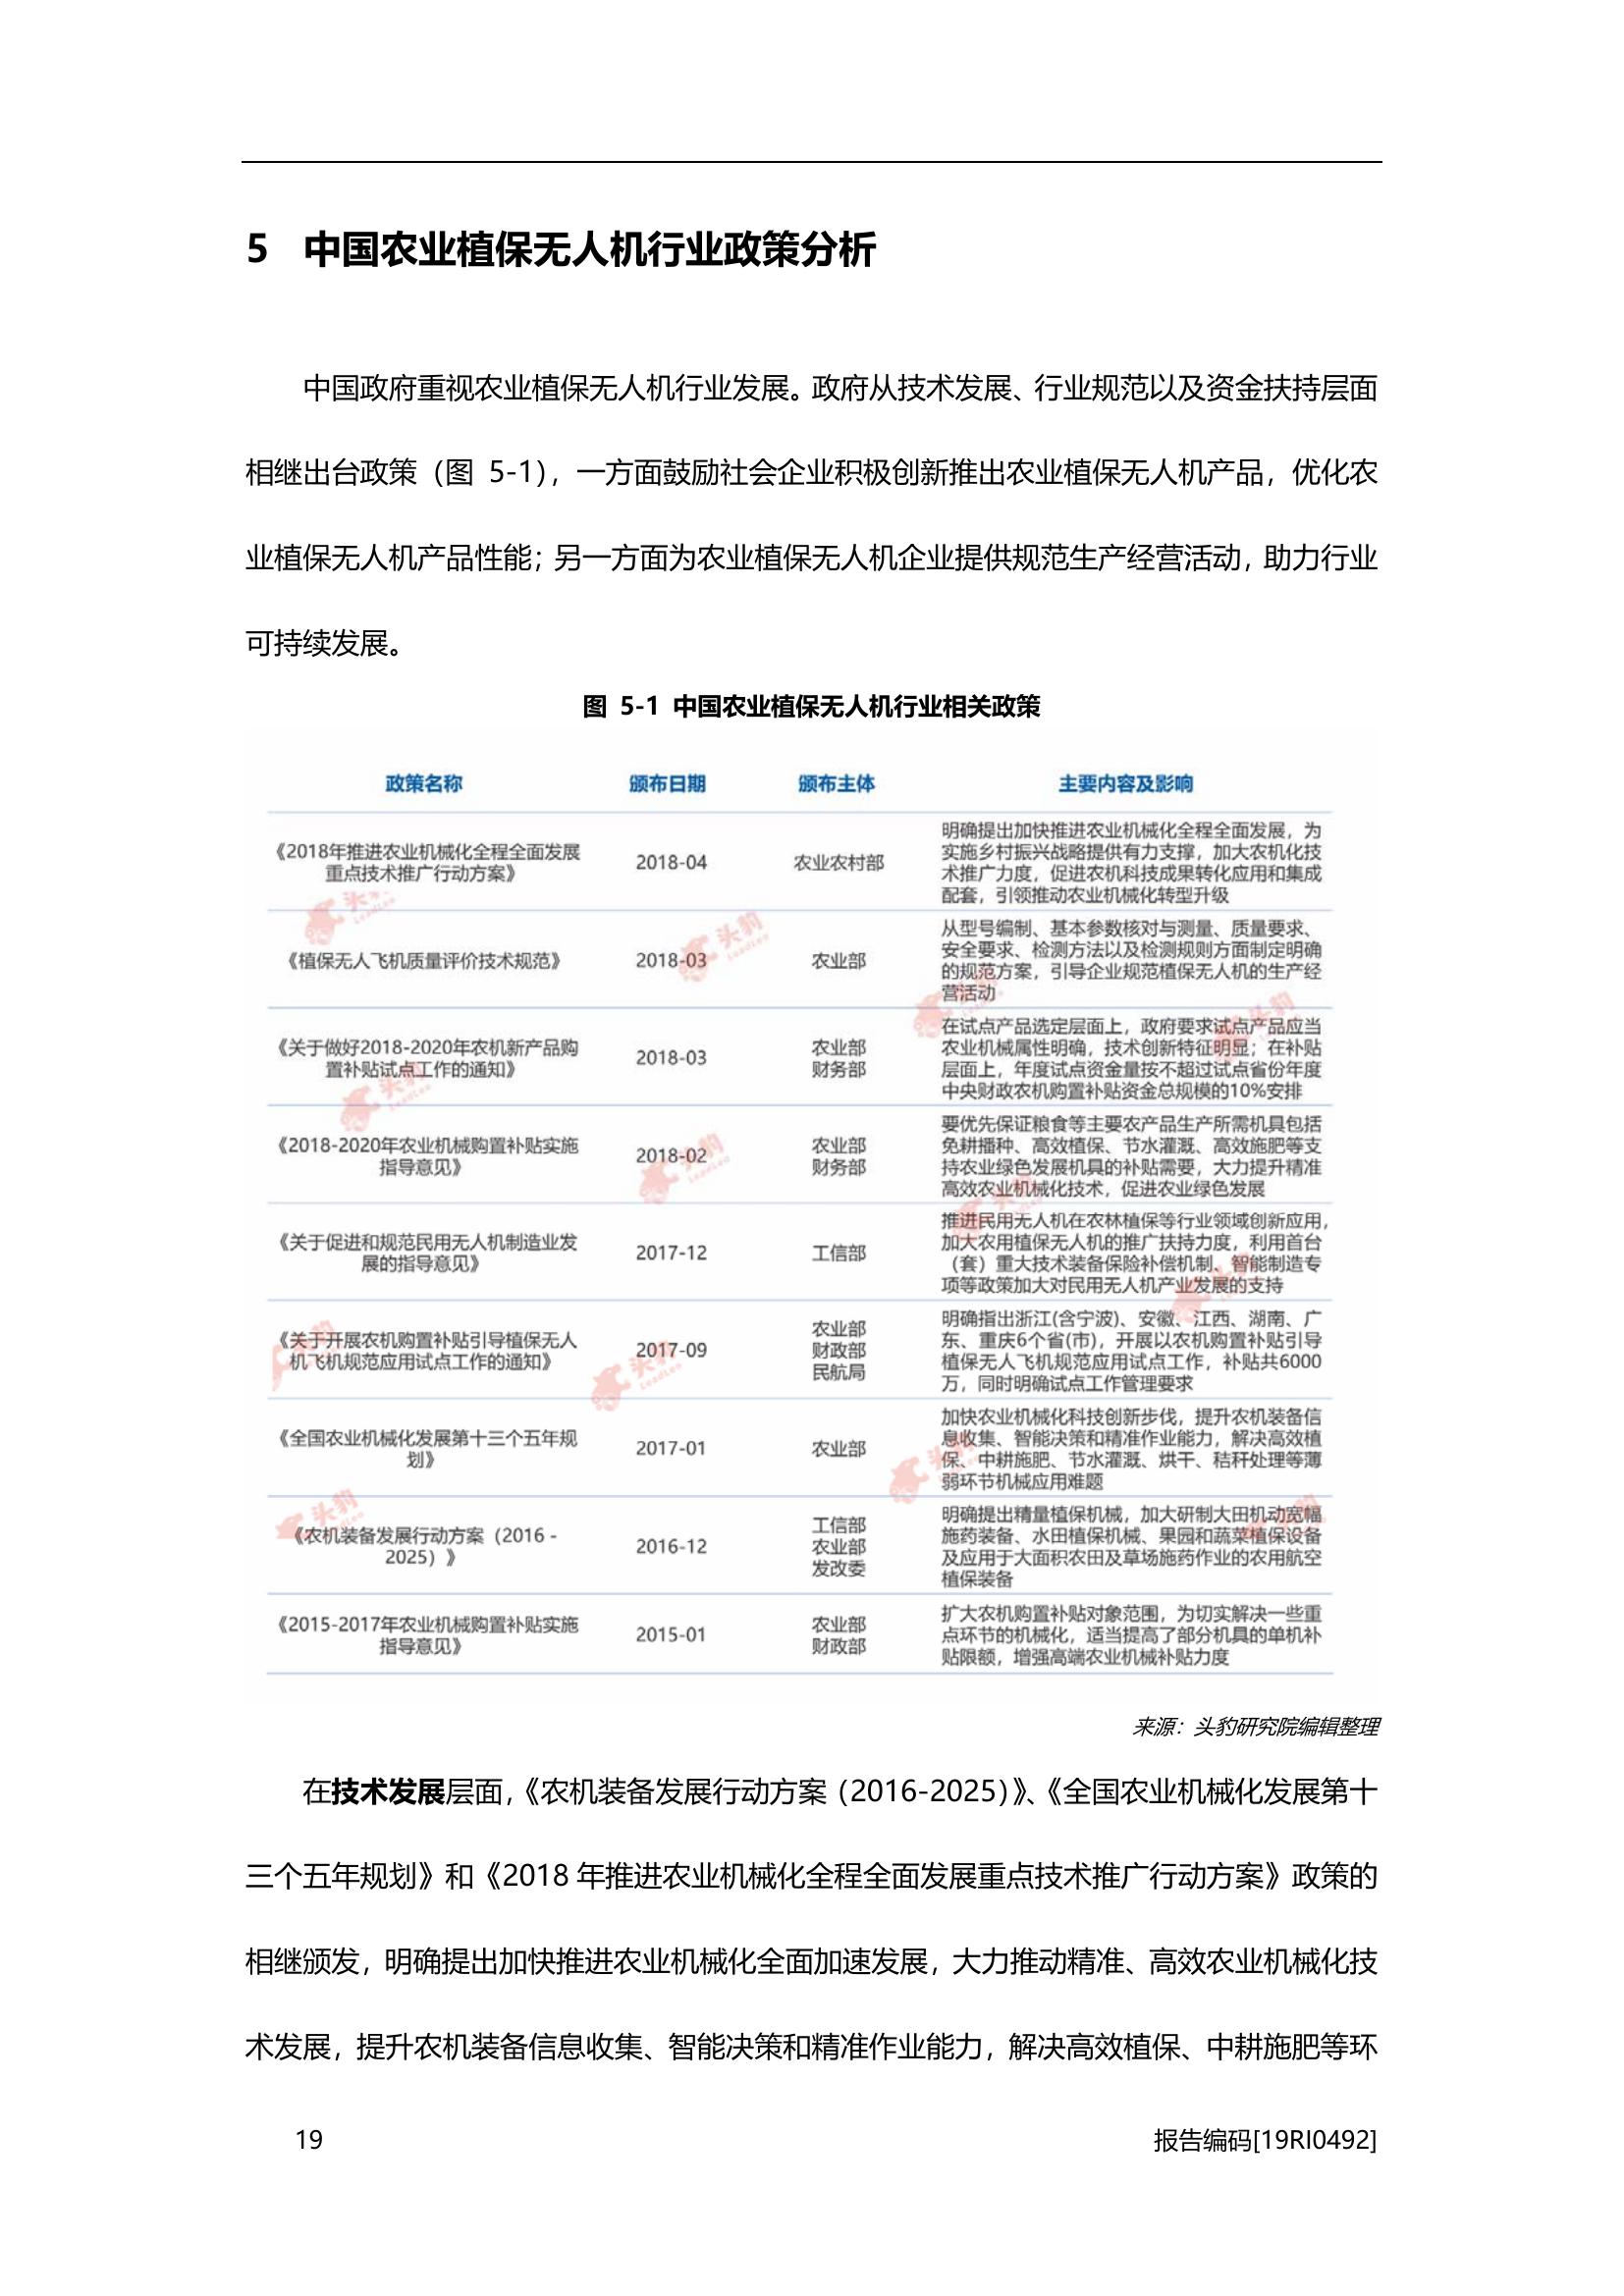 5 中国农业植保无人机行业政策分析
中国政府重视农业植保无人机行业发展。政府从技术发展、行业规范以及资金扶持层面
相继出台政策（图 5-1），一方面鼓励社会企业积极创新推出农业植保无人机产品，优化农
业植保无人机产品性能；另一方面为农业植保无人机企业提供规范生产经营活动，助力行业
可持续发展。
图 5-1 中国农业植保无人机行业相关政策
政策名称 颁布日期 颁布主体 主要内容及影响
《2018年推进农业机械化全程全面发展
重点技术推广行动方案》
2018-04
农业农村部
明确提出加快推进农业机械化全程全面发展，为
实施乡村振兴战略提供有力支撑，加大农机化技
术推广力度，促进农机科技成果转化应用和集成
配套，引领推动农业机械化转型升级
《植保无人飞机质量评价技术规范》
2018-03
农业部
从型号编制、基本参数核对与测量、质量要求、
安全要求、检测方法以及检测规则方面制定明确
的规范方案，引导企业规范植保无人机的生产经
营活动
《关于做好2018-2020年农机新产品购
置补贴试点工作的通知》
2018-03
农业部
财务部
在试点产品选定层面上，政府要求试点产品应当
农业机械属性明确，技术创新特征明显；在补贴
层面上，年度试点资金量按不超过试点省份年度
中央财政农机购置补贴资金总规模的10%安排
《2018-2020年农业机械购置补贴实施
指导意见》
2018-02
农业部
财务部
要优先保证粮食等主要农产品生产所需机具包括
免耕播种、高效植保、节水灌溉、高效施肥等支
持农业绿色发展机具的补贴需要，大力提升精准
高效农业机械化技术，促进农业绿色发展
《关于促进和规范民用无人机制造业发
展的指导意见》
2017-12
工信部
推进民用无人机在农林植保等行业领域创新应用，
加大农用植保无人机的推广扶持力度，利用首台
（套）重大技术装备保险补偿机制、智能制造专
项等政策加大对民用无人机产业发展的支持
《关于开展农机购置补贴引导植保无人
机飞机规范应用试点工作的通知》
2017-09
农业部
财政部
民航局
明确指出浙江(含宁波)、安徽、江西、湖南、广
东、重庆6个省(市)，开展以农机购置补贴引导
植保无人飞机规范应用试点工作，补贴共6000
万，同时明确试点工作管理要求
《全国农业机械化发展第十三个五年规
划》
2017-01
农业部
加快农业机械化科技创新步伐，提升农机装备信
息收集、智能决策和精准作业能力，解决高效植
保、中耕施肥、节水灌溉、烘干、秸秆处理等薄
弱环节机械应用难题
《农机装备发展行动方案（2016 -
2025）》
2016-12
工信部
农业部
发改委
明确提出精量植保机械，加大研制大田机动宽幅
施药装备、水田植保机械、果园和蔬菜植保设备
及应用于大面积农田及草场施药作业的农用航空
植保装备
《2015-2017年农业机械购置补贴实施
指导意见》
2015-01
农业部
财政部
扩大农机购置补贴对象范围，为切实解决一些重
点环节的机械化，适当提高了部分机具的单机补
贴限额，增强高端农业机械补贴力度
来源：头豹研究院编辑整理
在技术发展层面，《农机装备发展行动方案（2016-2025）》、《全国农业机械化发展第十
三个五年规划》和《2018 年推进农业机械化全程全面发展重点技术推广行动方案》政策的
相继颁发，明确提出加快推进农业机械化全面加速发展，大力推动精准、高效农业机械化技
术发展，提升农机装备信息收集、智能决策和精准作业能力，解决高效植保、中耕施肥等环
19 报告编码[19RI0492]